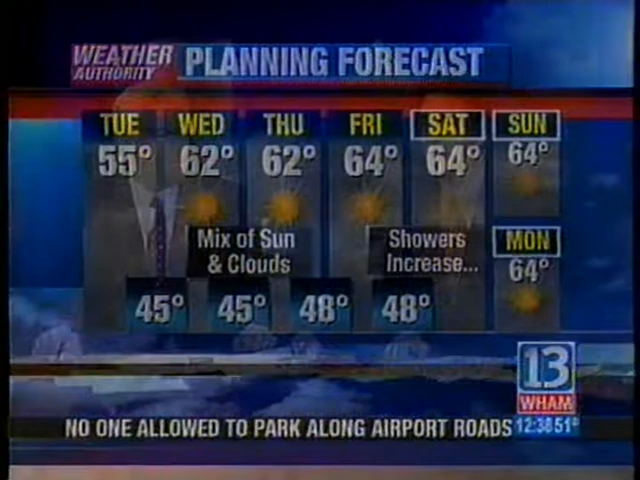 WEATHER
AUTHORITY
PLANNING FORECAST
TUE WED THU FRI SAT SUN
55° 62° 62° 64° 64° 64°
Mix of Sun
& Clouds
Showers
Increase...
MON
64°
45° 45° 48° 48°
13
WHAM
NO ONE ALLOWED TO PARK ALONG AIRPORT ROADS
12:38 51°